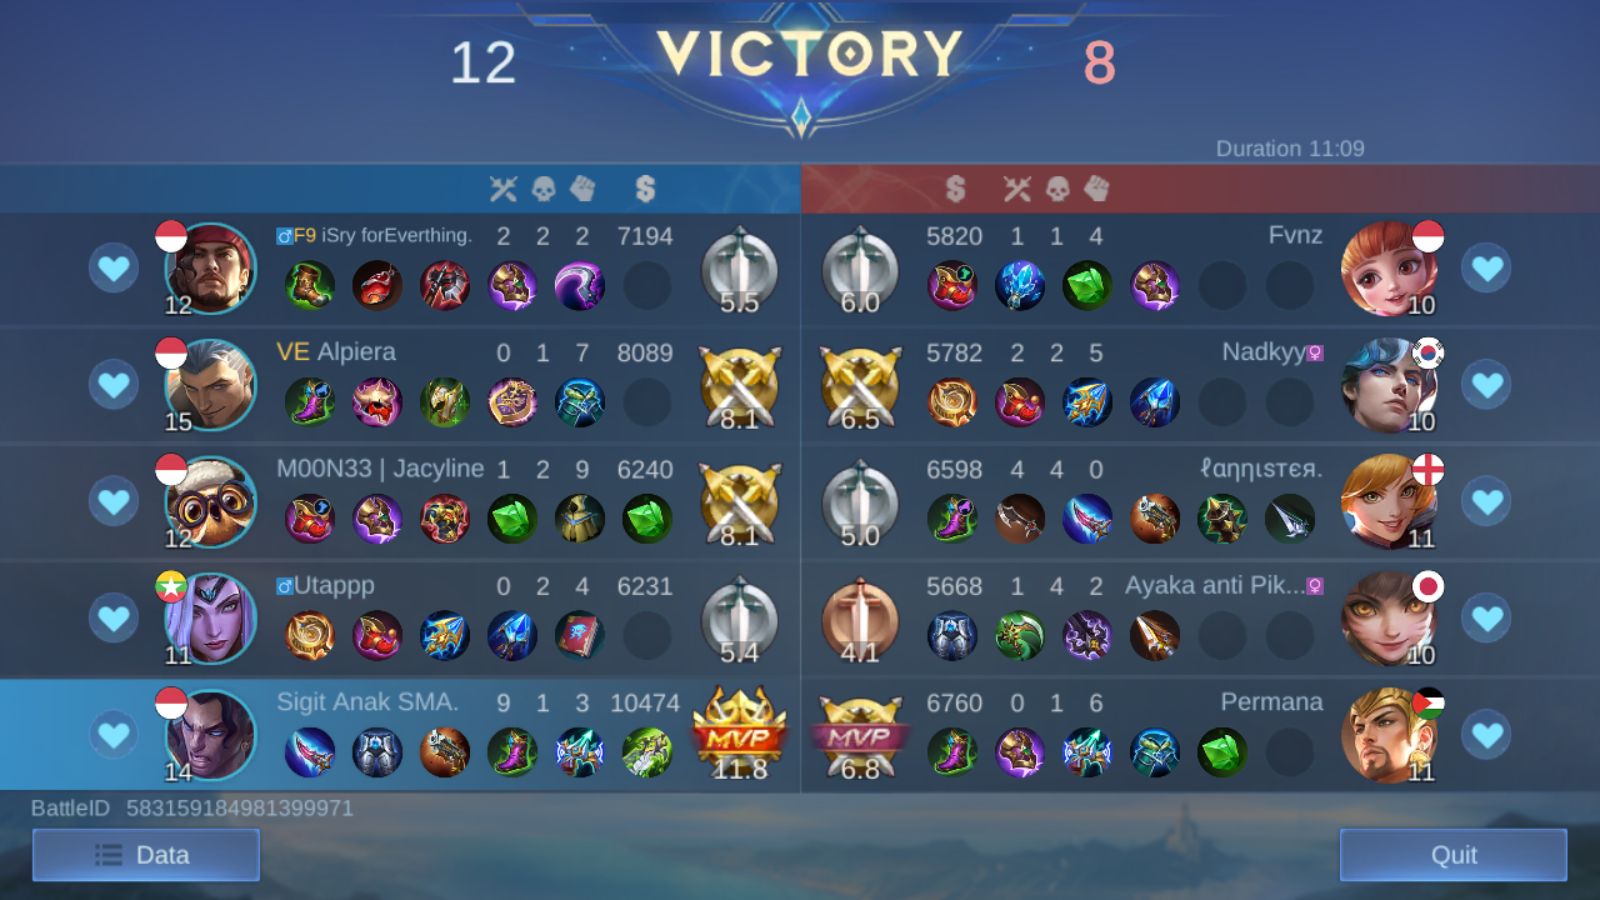 VICTORY
12
8
Duration 11:09
F9 iSry forEverthing. 2 2 2 7194
12
5.5
6.0
5820 1 1 4 Fvnz
10
VE Alpiera 0 1 7 8089
15
8.1
6.5
5782 2 2 5 Nadkyy
10
M00N33 | Jacyline 1 2 9 6240
12
8.1
5.0
6598 4 4 0 ℓαηηιѕтєя.
11
Utappp 0 2 4 6231
11
5.4
4.1
5668 1 4 2 Ayaka anti Pik...
10
Sigit Anak SMA. 9 1 3 10474
14
MVP
11.8
MVP
6.8
6760 0 1 6 Permana
11
BattleID 583159184981399971
Data
Quit